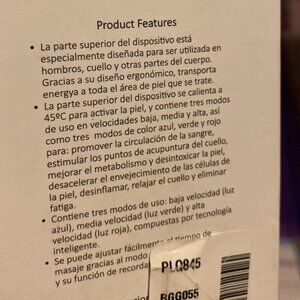 Product Features
• La parte superior del dispositivo está
especialmente diseñada para ser utilizada en
hombros, cuello y otras partes del cuerpo.
Gracias a su diseño ergonómico, transporta
energya a todo el área de piel que se trate.
• La parte superior del dispositivo se calienta a
45ºC para activar la piel, y contiene tres modos
de uso en velocidades baja, media y alta, así
como tres modos de color azul, verde y rojo
para: promover la circulación de la sangre,
estimular los puntos de acupuntura del cuello,
mejorar el metabolismo y desintoxicar la piel,
desacelerar el envejecimiento de las células de
la piel, desinflamar, relajar el cuello y eliminar
fatiga.
• Contiene tres modos de uso: baja velocidad (luz
azul), media velocidad (luz verde) y alta
velocidad (luz roja), compuestas por tecnología
inteligente.
• Se puede ajustar fácilmente el tiempo de
masaje gracias al modo
y su función de
PLQ845
BGG055